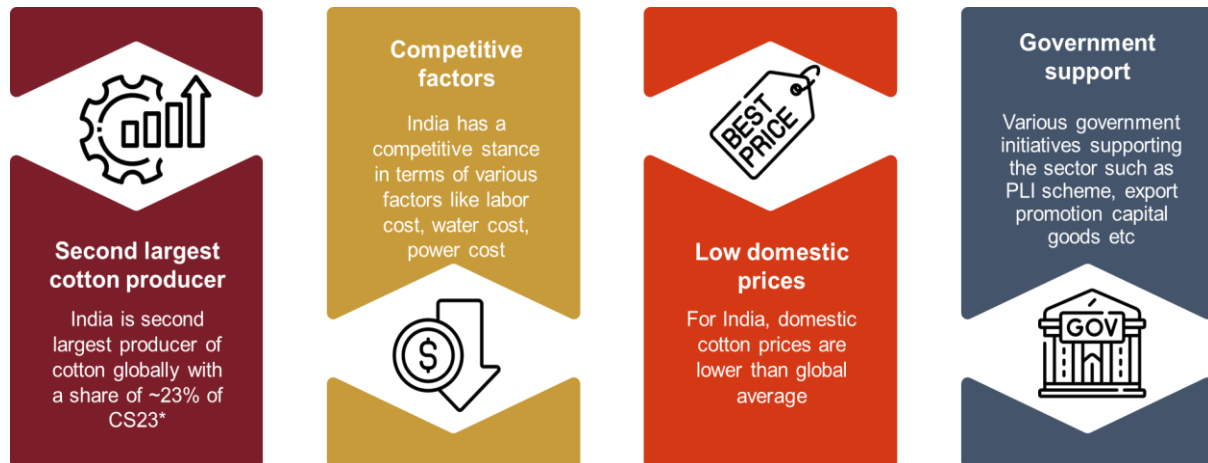 Second largest
cotton producer
India is second
largest producer of
cotton globally with
a share of ~23% of
CS23*
Competitive
factors
India has a
competitive stance
in terms of various
factors like labor
cost, water cost,
power cost
$
BEST
PRICE
Low domestic
prices
For India, domestic
cotton prices are
lower than global
average
Government
support
Various government
initiatives supporting
the sector such as
PLI scheme, export
promotion capital
goods etc
GOV